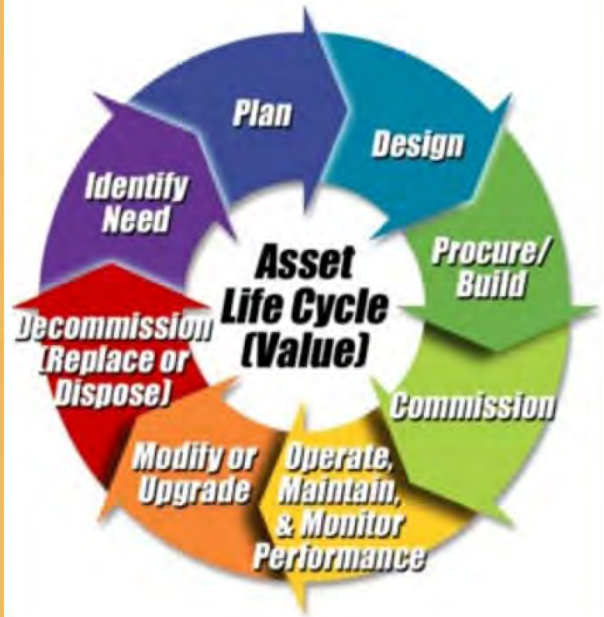 Plan
Design
Identify
Need
Procure/
Build
Asset
Life Cycle
(Value)
Decommission
(Replace or
Dispose)
Commission
Modify or
Upgrade
Operate,
Maintain,
& Monitor
Performance